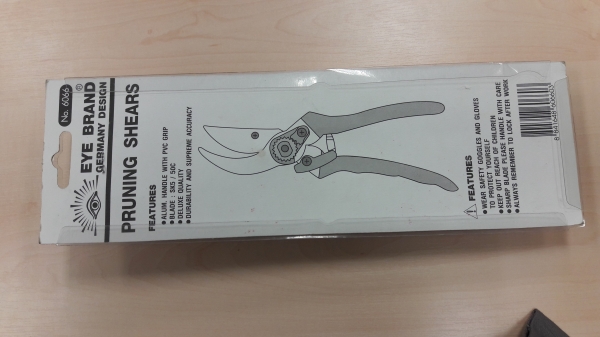 No. 6066
EYE BRAND®
GERMANY DESIGN
PRUNING SHEARS
FEATURES
●ALUM. HANDLE WITH PVC GRIP
●BLADE : SK5 / 50C
●DELUXE QUALITY
●DURABILITY AND SUPREME ACCURACY
FEATURES
●WEAR SAFETY GOGGLES AND GLOVES
TO PROTECT YOURSELF
●KEEP OUT REACH OF CHILDREN
●SHARP BLADE PLEASE HANDLE WITH CARE
●ALWAYS REMEMBER TO LOCK AFTER WORK